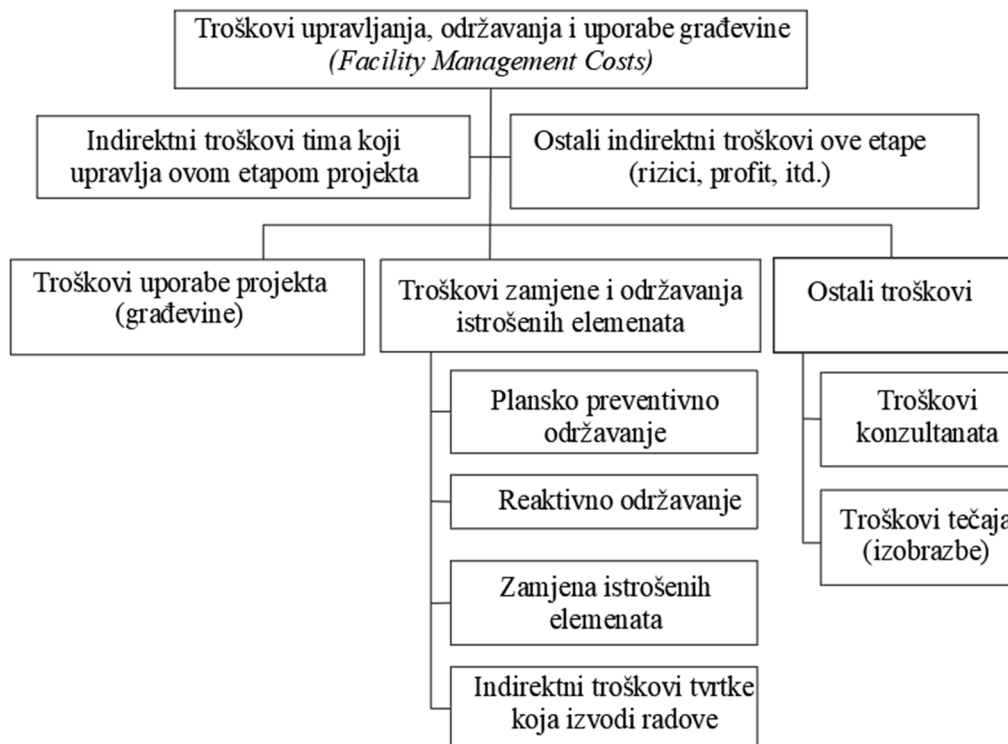 Troškovi upravljanja, održavanja i uporabe građevine
(Facility Management Costs)
Indirektni troškovi tima koji
upravlja ovom etapom projekta
Ostali indirektni troškovi ove etape
(rizici, profit, itd.)
Troškovi uporabe projekta
(građevine)
Troškovi zamjene i održavanja
istrošenih elemenata
Plansko preventivno
održavanje
Reaktivno održavanje
Zamjena istrošenih
elemenata
Indirektni troškovi tvrtke
koja izvodi radove
Ostali troškovi
Troškovi
konzultanata
Troškovi tečaja
(izobrazbe)